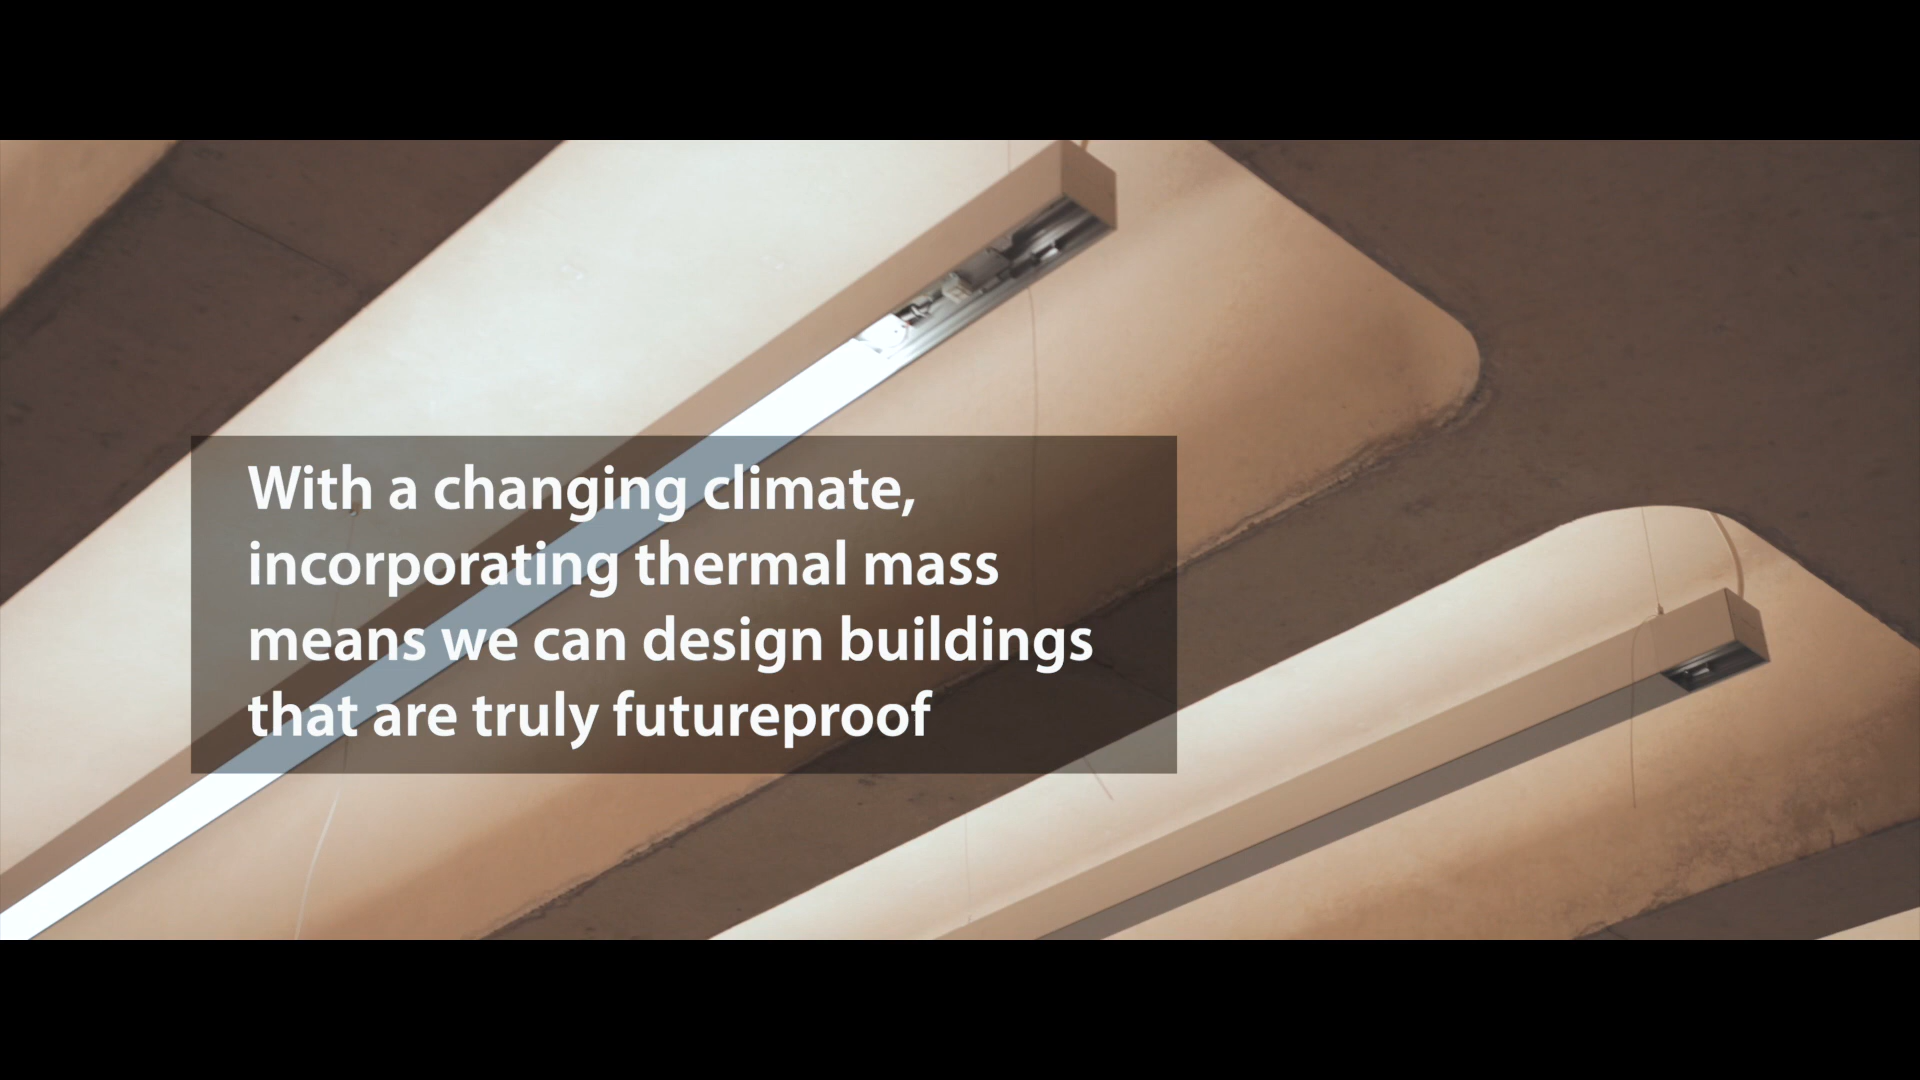 With a changing climate,
incorporating thermal mass
means we can design buildings
that are truly futureproof